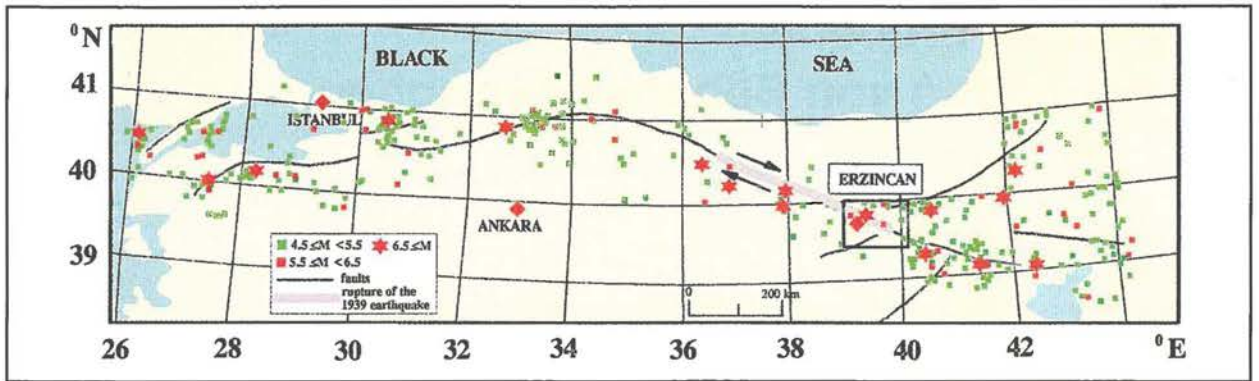 ⁰N
BLACK
SEA
41
ISTANBUL
40
ERZINCAN
ANKARA
39
4.5 ≤M <5.5 6.5 ≤M
5.5 ≤M <6.5
faults
rupture of the
1939 earthquake
0 200 km
26 28 30 32 34 36 38 40 42 ⁰E